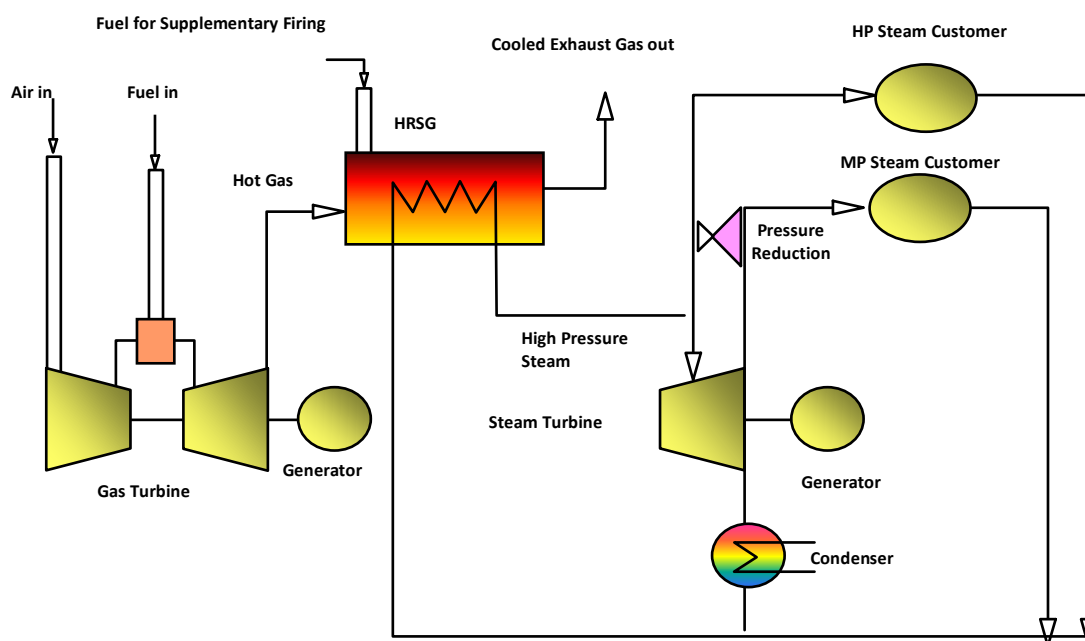 Fuel for Supplementary Firing
HP Steam Customer
Cooled Exhaust Gas out
Air in
Fuel in
HRSG
MP Steam Customer
Hot Gas
Pressure
Reduction
High Pressure
Steam
Steam Turbine
Generator
Generator
Gas Turbine
Condenser